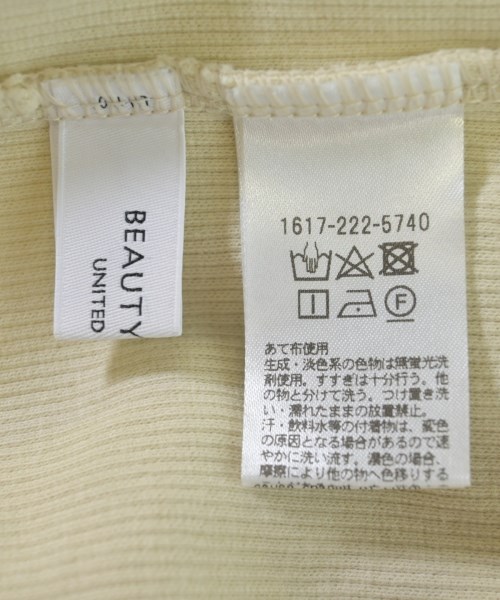 BEAUTY
UNITED
1617-222-5740
F
あて布使用
生成・淡色系の色物は無蛍光洗
剤使用。すすぎは十分行う。他
の物と分けて洗う。つけ置き洗
い・濡れたままの放置禁止。
汗・飲料水等の付着物は、変色
の原因となる場合があるので速
やかに洗い流す。濃色の場合、
摩擦により他の物へ色移りする